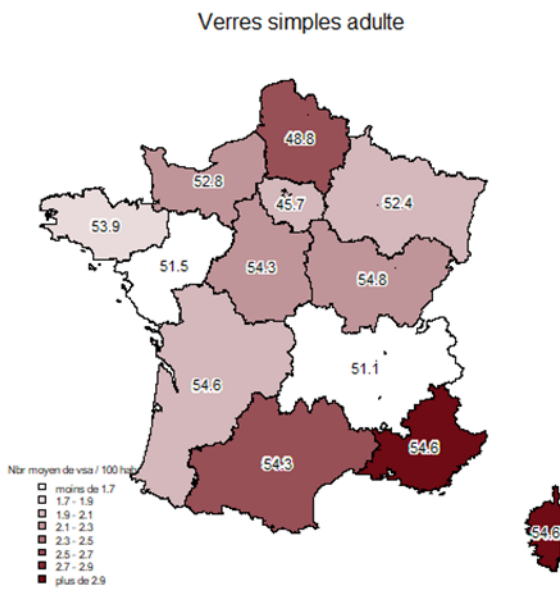 Verres simples adulte
48.8
52.8
45.7
52.4
53.9
51.5
54.3
54.8
51.1
54.6
54.6
54.3
54.6
Nbr moyen de vsa / 100 hab
moins de 1.7
1.7 - 1.9
1.9 - 2.1
2.1 - 2.3
2.3 - 2.5
2.5 - 2.7
2.7 - 2.9
plus de 2.9